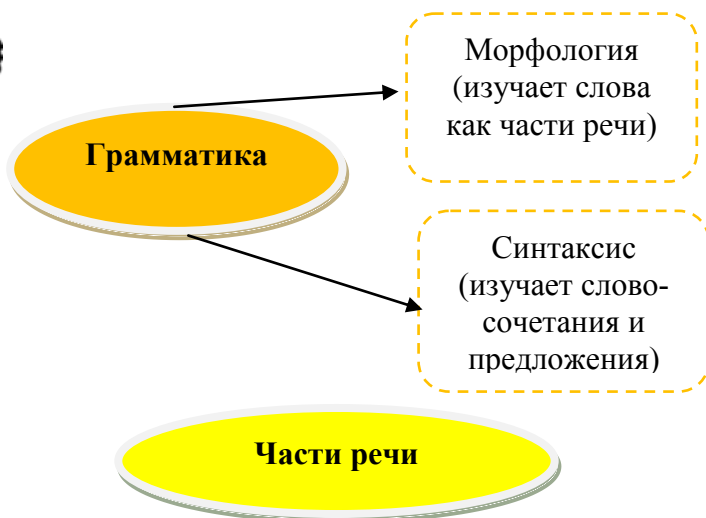 Морфология
(изучает слова
как части речи)
Грамматика
Синтаксис
(изучает слово-
сочетания и
предложения)
Части речи